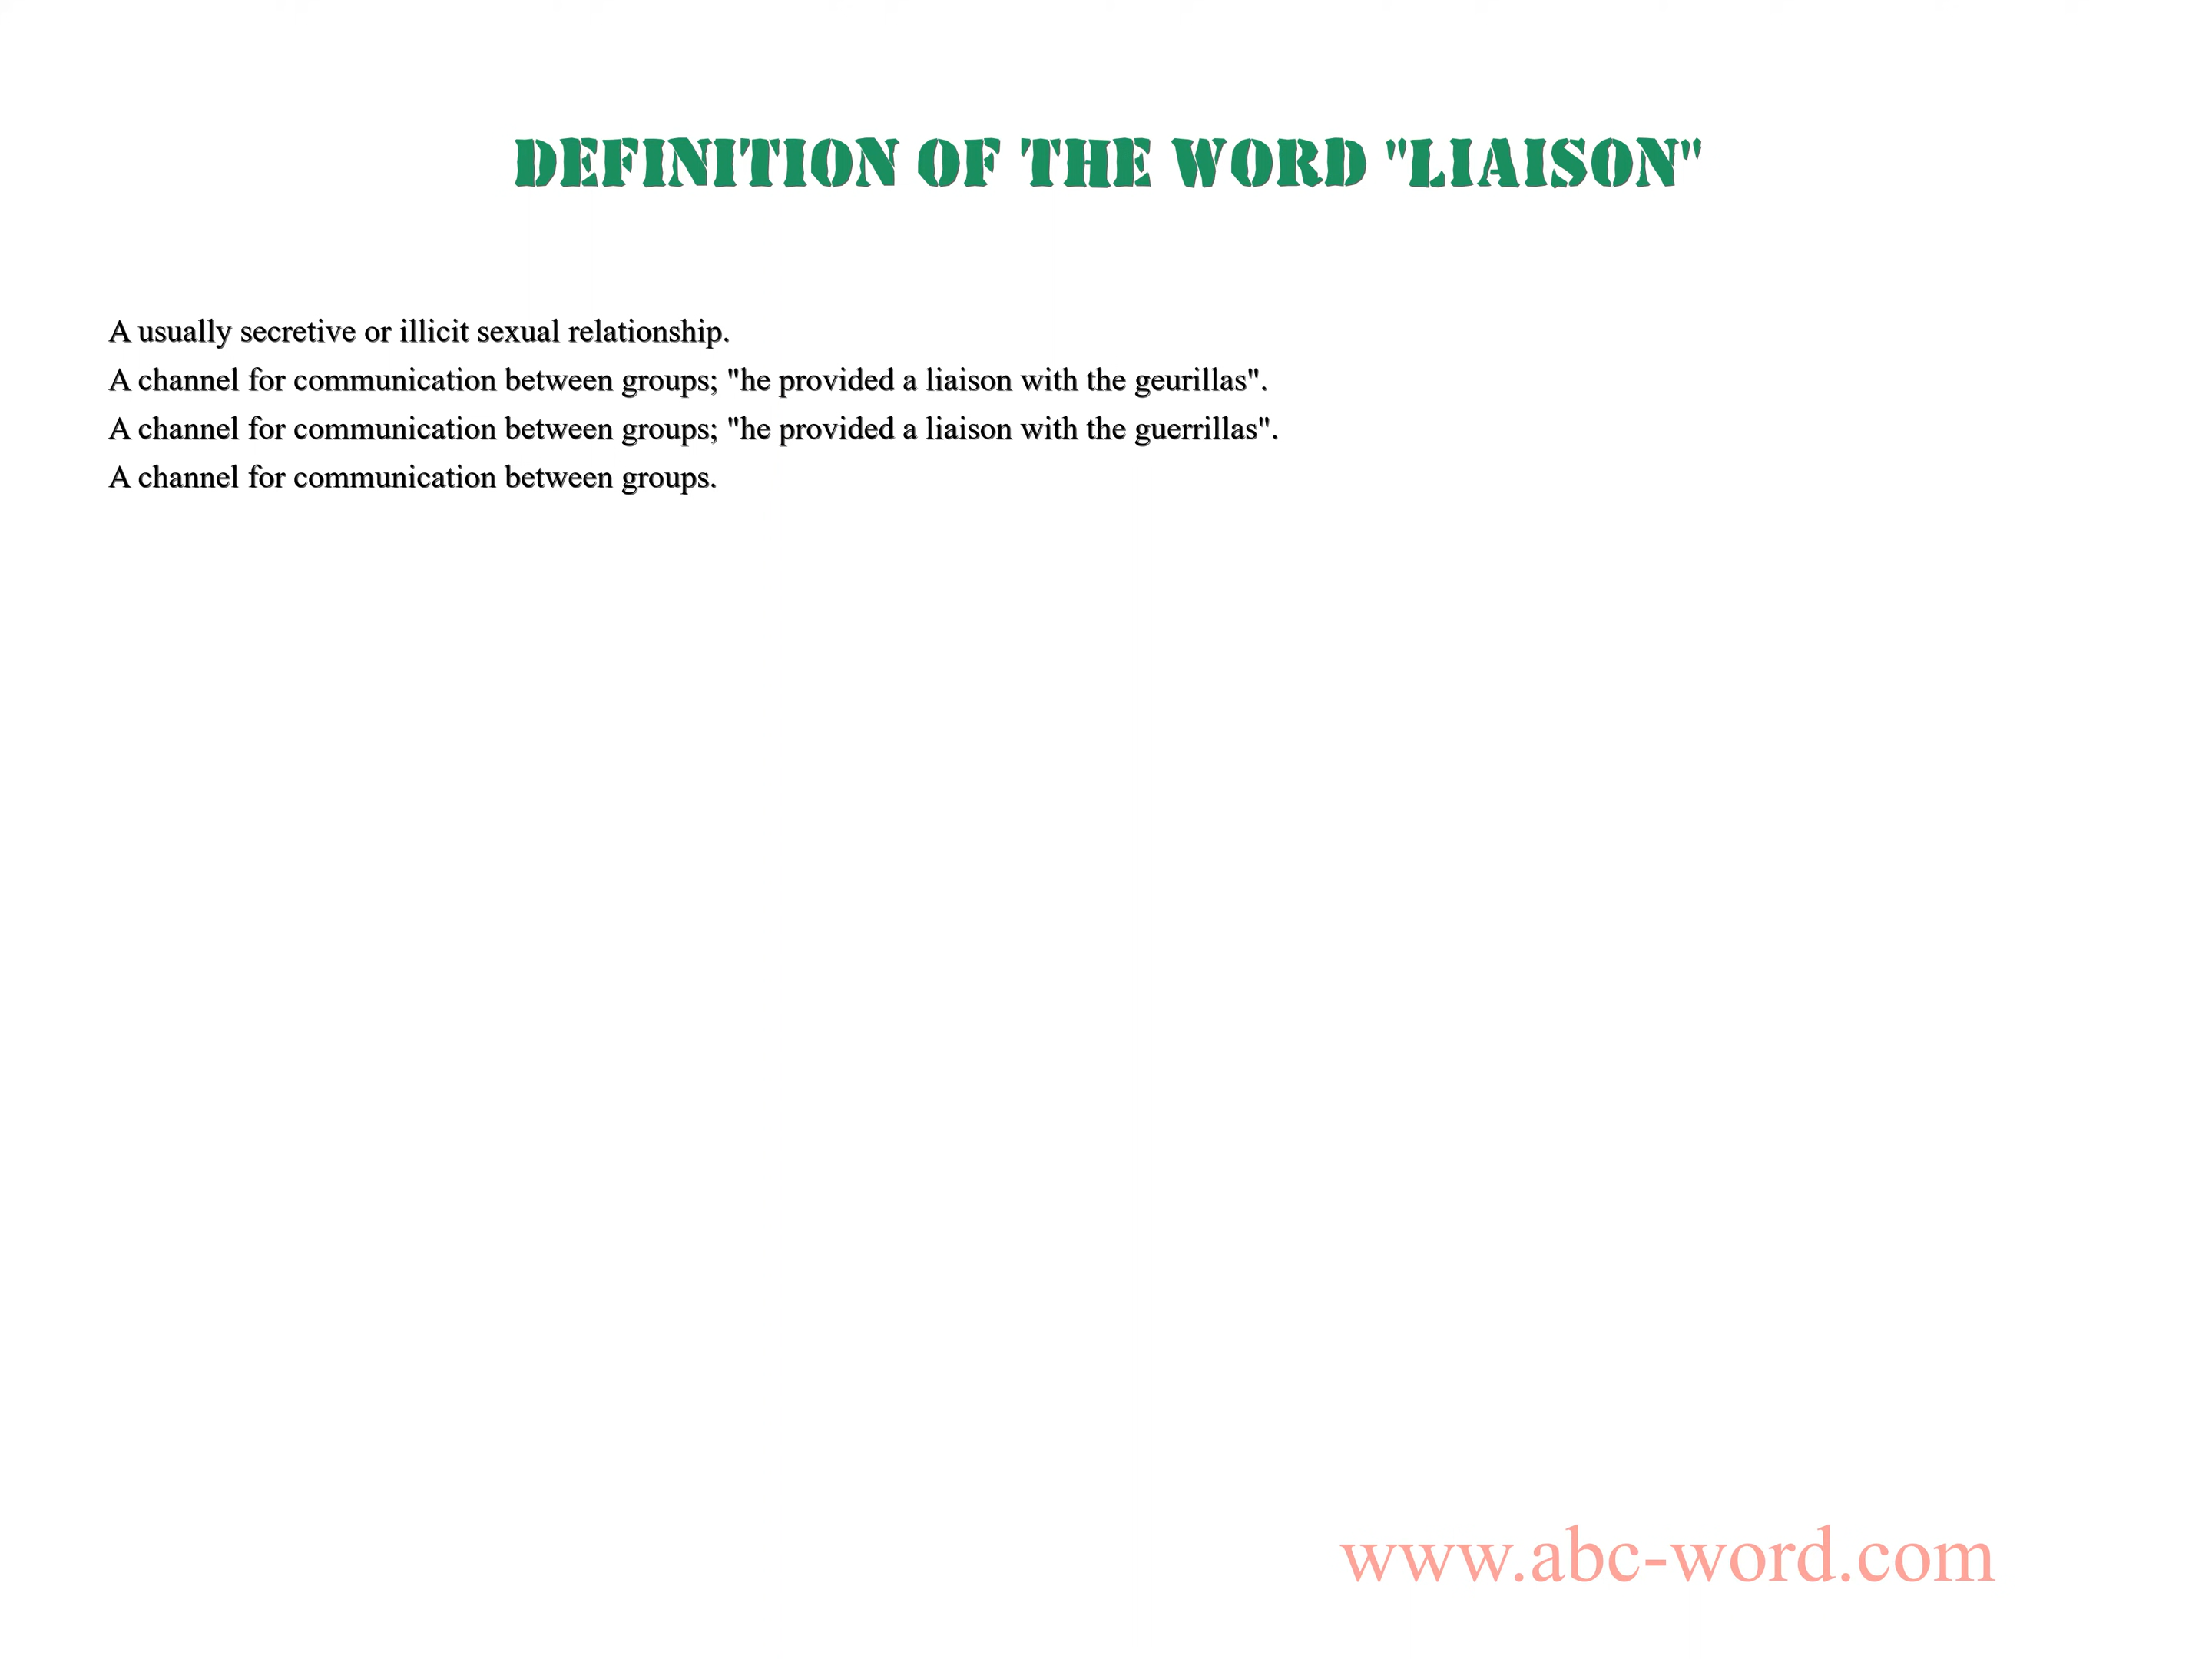 DEFINITION OF THE WORD "LIAISON"
A usually secretive or illicit sexual relationship.
A channel for communication between groups; "he provided a liaison with the geurillas".
A channel for communication between groups; "he provided a liaison with the guerrillas".
A channel for communication between groups.
www.abc-word.com